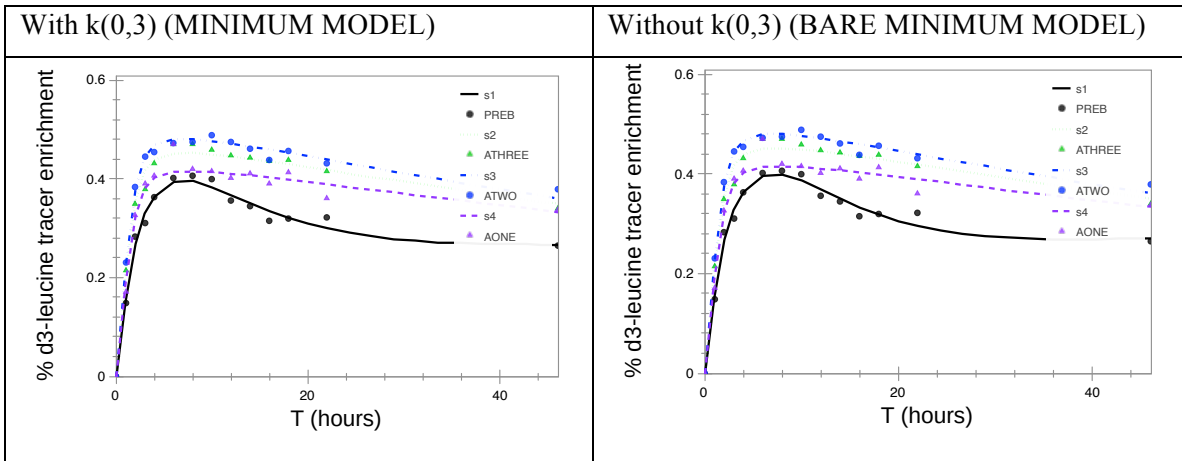 With k(0,3) (MINIMUM MODEL)
% d3-leucine tracer enrichment
0.6
0.4
0.2
0
0
20
40
T (hours)
s1
PREB
s2
ATHREE
s3
ATWO
s4
AONE
Without k(0,3) (BARE MINIMUM MODEL)
% d3-leucine tracer enrichment
0.6
0.4
0.2
0
0
20
40
T (hours)
s1
PREB
s2
ATHREE
s3
ATWO
s4
AONE